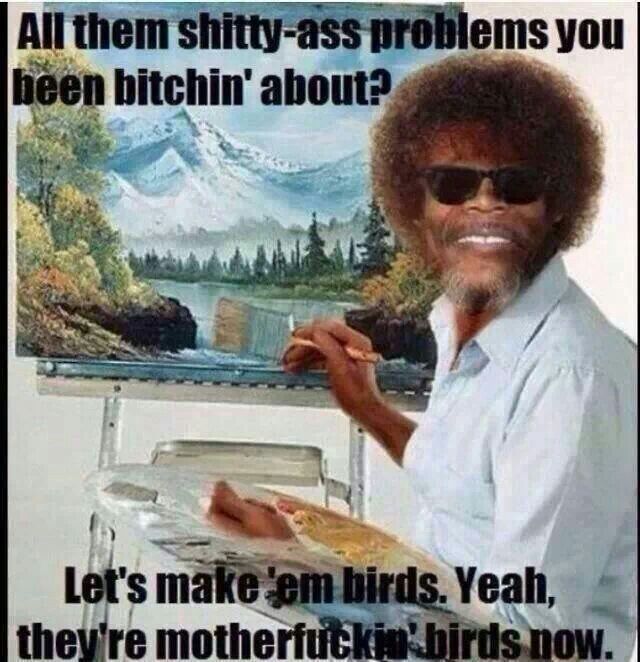 All them shitty-ass problems you
been bitchin' about?
Let's make 'em birds. Yeah,
they're motherfuckin' birds now.